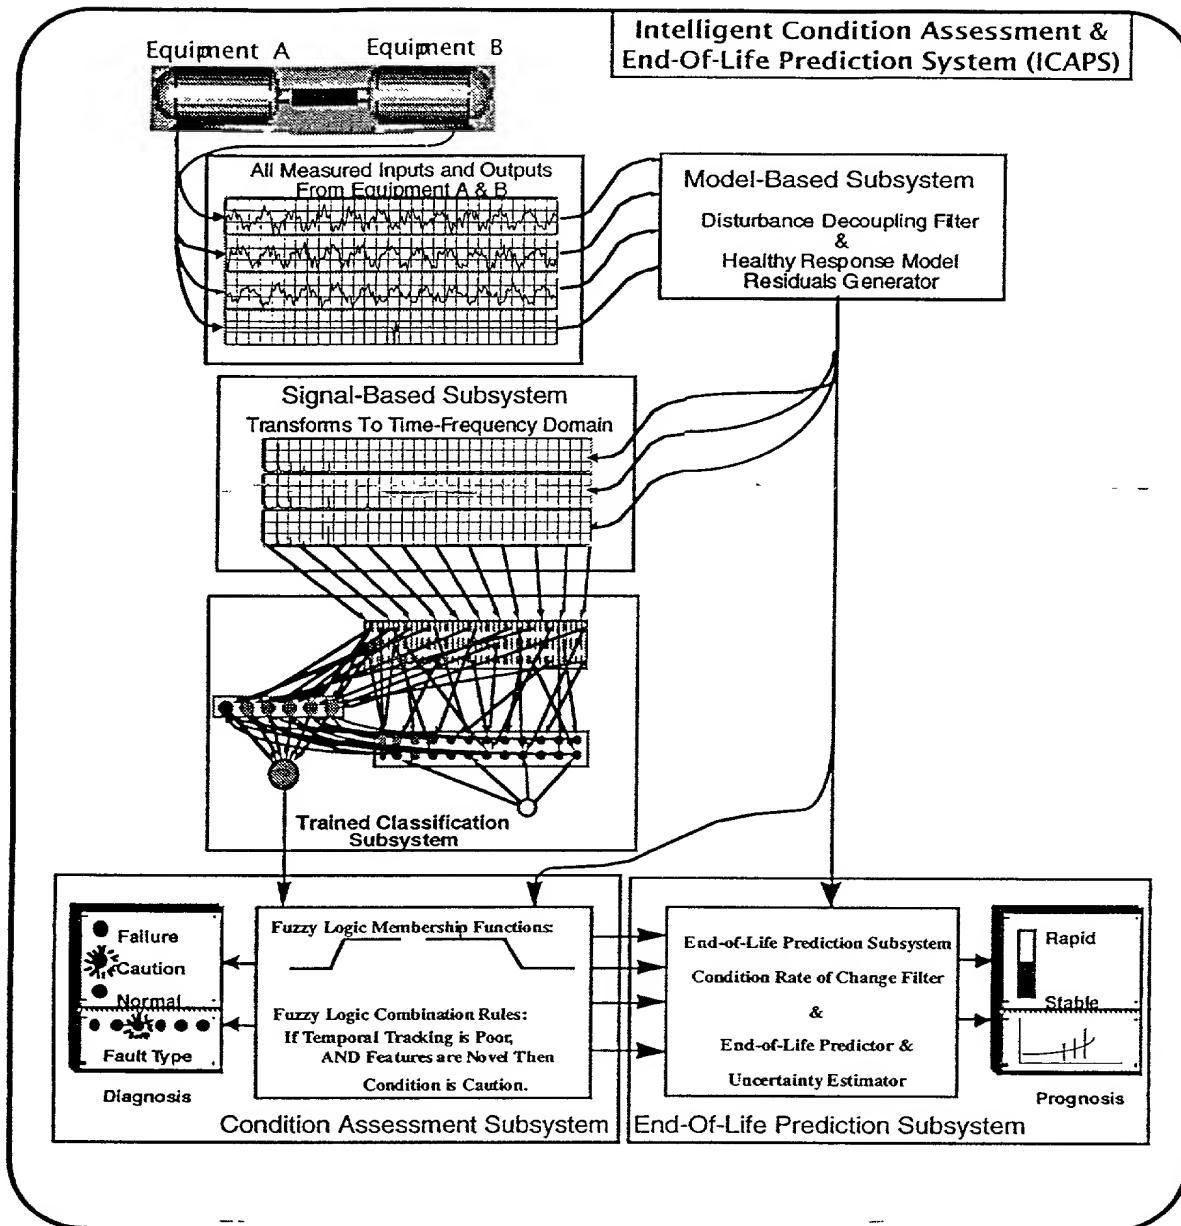 Intelligent Condition Assessment &
End-Of-Life Prediction System (ICAPS)
Equipment A
Equipment B
All Measured Inputs and Outputs
From Equipment A & B
Model-Based Subsystem
Disturbance Decoupling Filter
&
Healthy Response Model
Residuals Generator
Signal-Based Subsystem
Transforms To Time-Frequency Domain
Trained Classification
Subsystem
Failure
Caution
Normal
Fault Type
Diagnosis
Fuzzy Logic Membership Functions:
Fuzzy Logic Combination Rules:
If Temporal Tracking is Poor,
AND Features are Novel Then
Condition is Caution.
Condition Assessment Subsystem
End-of-Life Prediction Subsystem
Condition Rate of Change Filter
&
End-of-Life Predictor &
Uncertainty Estimator
Rapid
Stable
Prognosis
End-Of-Life Prediction Subsystem